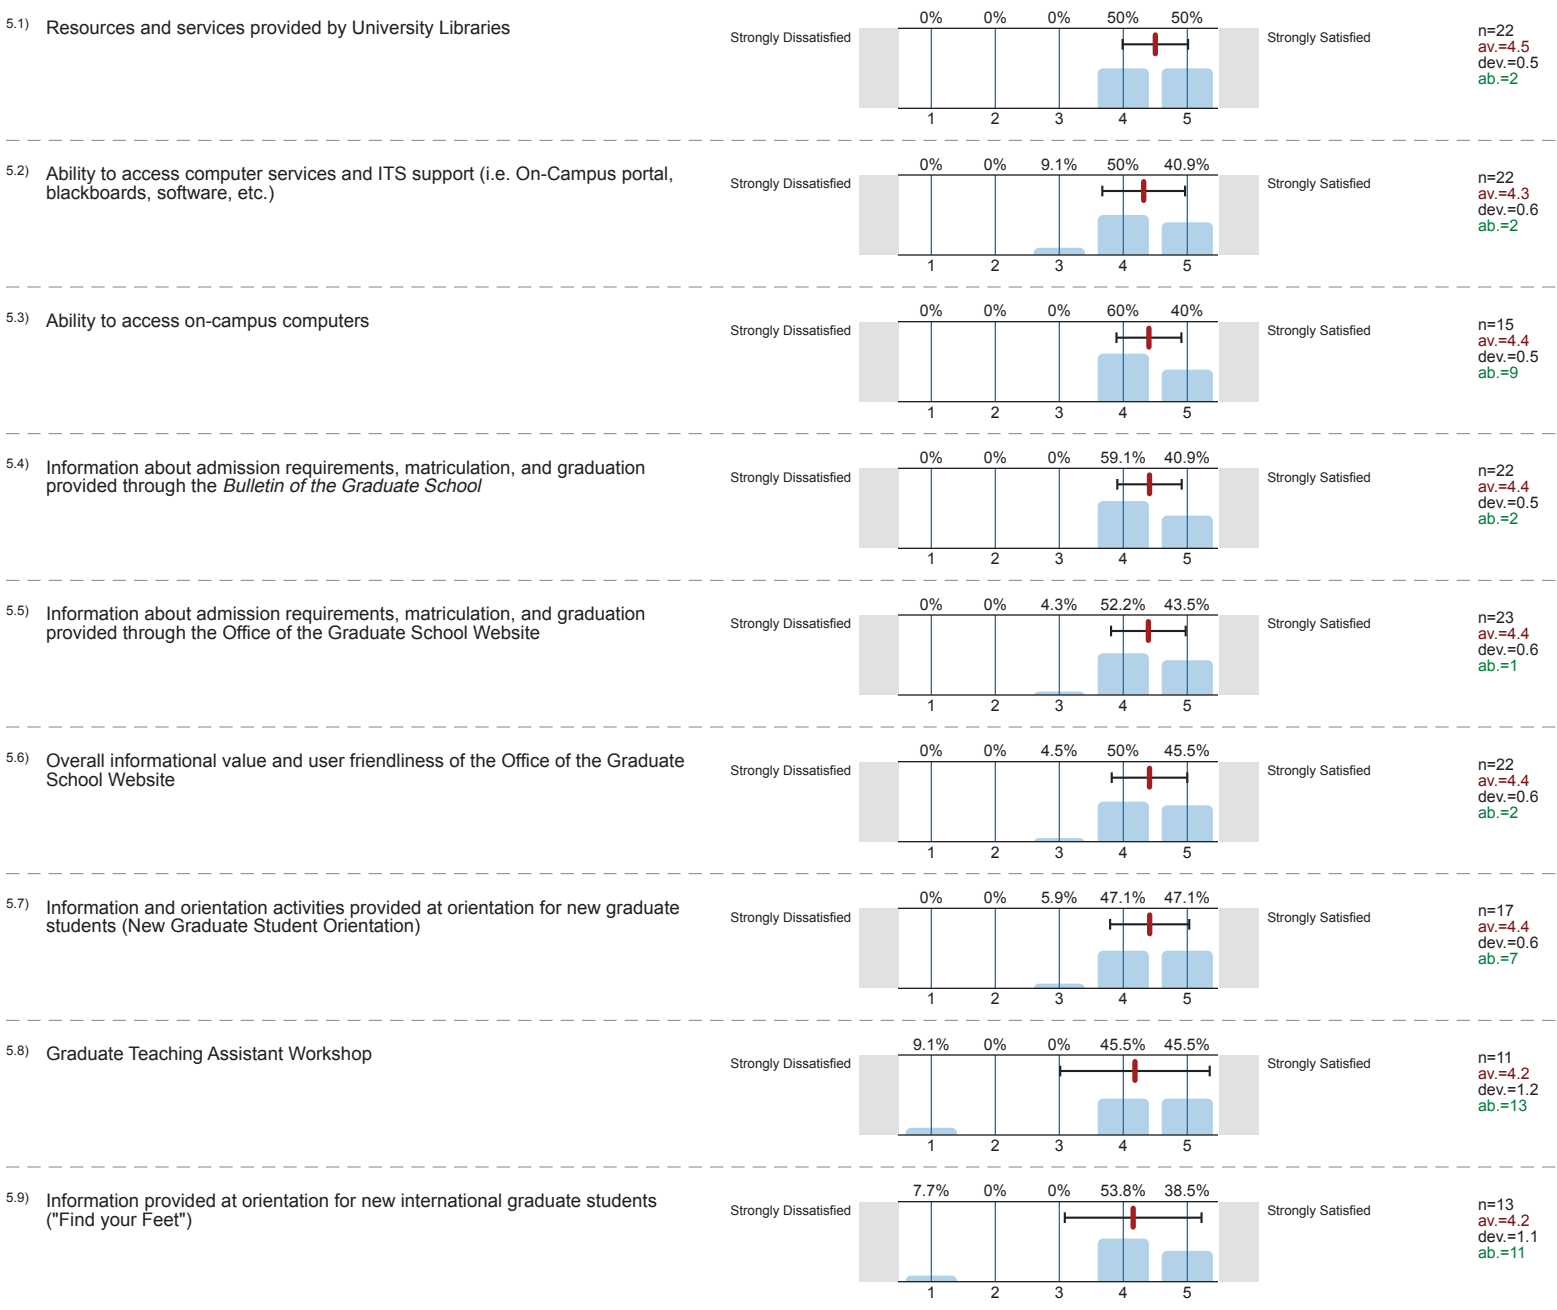 5.1) Resources and services provided by University Libraries
0% 0% 0% 50% 50%
Strongly Dissatisfied
Strongly Satisfied
1 2 3 4 5
n=22
av.=4.5
dev.=0.5
ab.=2
5.2) Ability to access computer services and ITS support (i.e. On-Campus portal,
blackboards, software, etc.)
0% 0% 9.1% 50% 40.9%
Strongly Dissatisfied
Strongly Satisfied
1 2 3 4 5
n=22
av.=4.3
dev.=0.6
ab.=2
5.3) Ability to access on-campus computers
0% 0% 0% 60% 40%
Strongly Dissatisfied
Strongly Satisfied
1 2 3 4 5
n=15
av.=4.4
dev.=0.5
ab.=9
5.4) Information about admission requirements, matriculation, and graduation
provided through the Bulletin of the Graduate School
0% 0% 0% 59.1% 40.9%
Strongly Dissatisfied
Strongly Satisfied
1 2 3 4 5
n=22
av.=4.4
dev.=0.5
ab.=2
5.5) Information about admission requirements, matriculation, and graduation
provided through the Office of the Graduate School Website
0% 0% 4.3% 52.2% 43.5%
Strongly Dissatisfied
Strongly Satisfied
1 2 3 4 5
n=23
av.=4.4
dev.=0.6
ab.=1
5.6) Overall informational value and user friendliness of the Office of the Graduate
School Website
0% 0% 4.5% 50% 45.5%
Strongly Dissatisfied
Strongly Satisfied
1 2 3 4 5
n=22
av.=4.4
dev.=0.6
ab.=2
5.7) Information and orientation activities provided at orientation for new graduate
students (New Graduate Student Orientation)
0% 0% 5.9% 47.1% 47.1%
Strongly Dissatisfied
Strongly Satisfied
1 2 3 4 5
n=17
av.=4.4
dev.=0.6
ab.=7
5.8) Graduate Teaching Assistant Workshop
9.1% 0% 0% 45.5% 45.5%
Strongly Dissatisfied
Strongly Satisfied
1 2 3 4 5
n=11
av.=4.2
dev.=1.2
ab.=13
5.9) Information provided at orientation for new international graduate students
("Find your Feet")
7.7% 0% 0% 53.8% 38.5%
Strongly Dissatisfied
Strongly Satisfied
1 2 3 4 5
n=13
av.=4.2
dev.=1.1
ab.=11